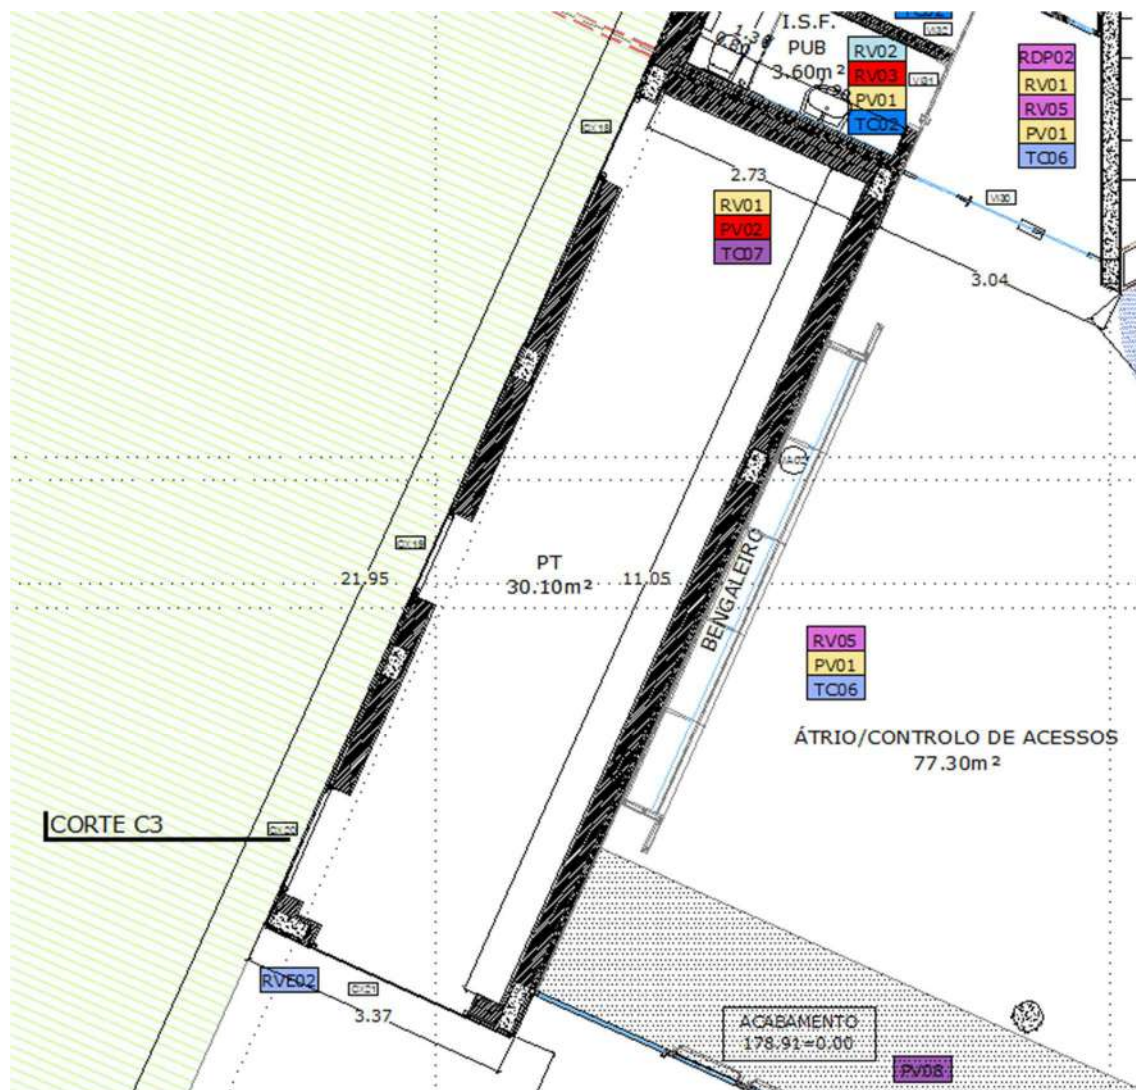 I.S.F.
PUB
3.60m²
1.30
RV02
RV03
PV01
TC02
RDP02
RV01
RV05
PV01
TC06
2.73
RV01
PV02
TC07
3.04
21.95
PT
30.10m²
11.05
BENGALEIRO
RV05
PV01
TC06
ÁTRIO/CONTROLO DE ACESSOS
77.30m²
CORTE C3
RVE02
3.37
ACABAMENTO
178.91=0.00
PV08